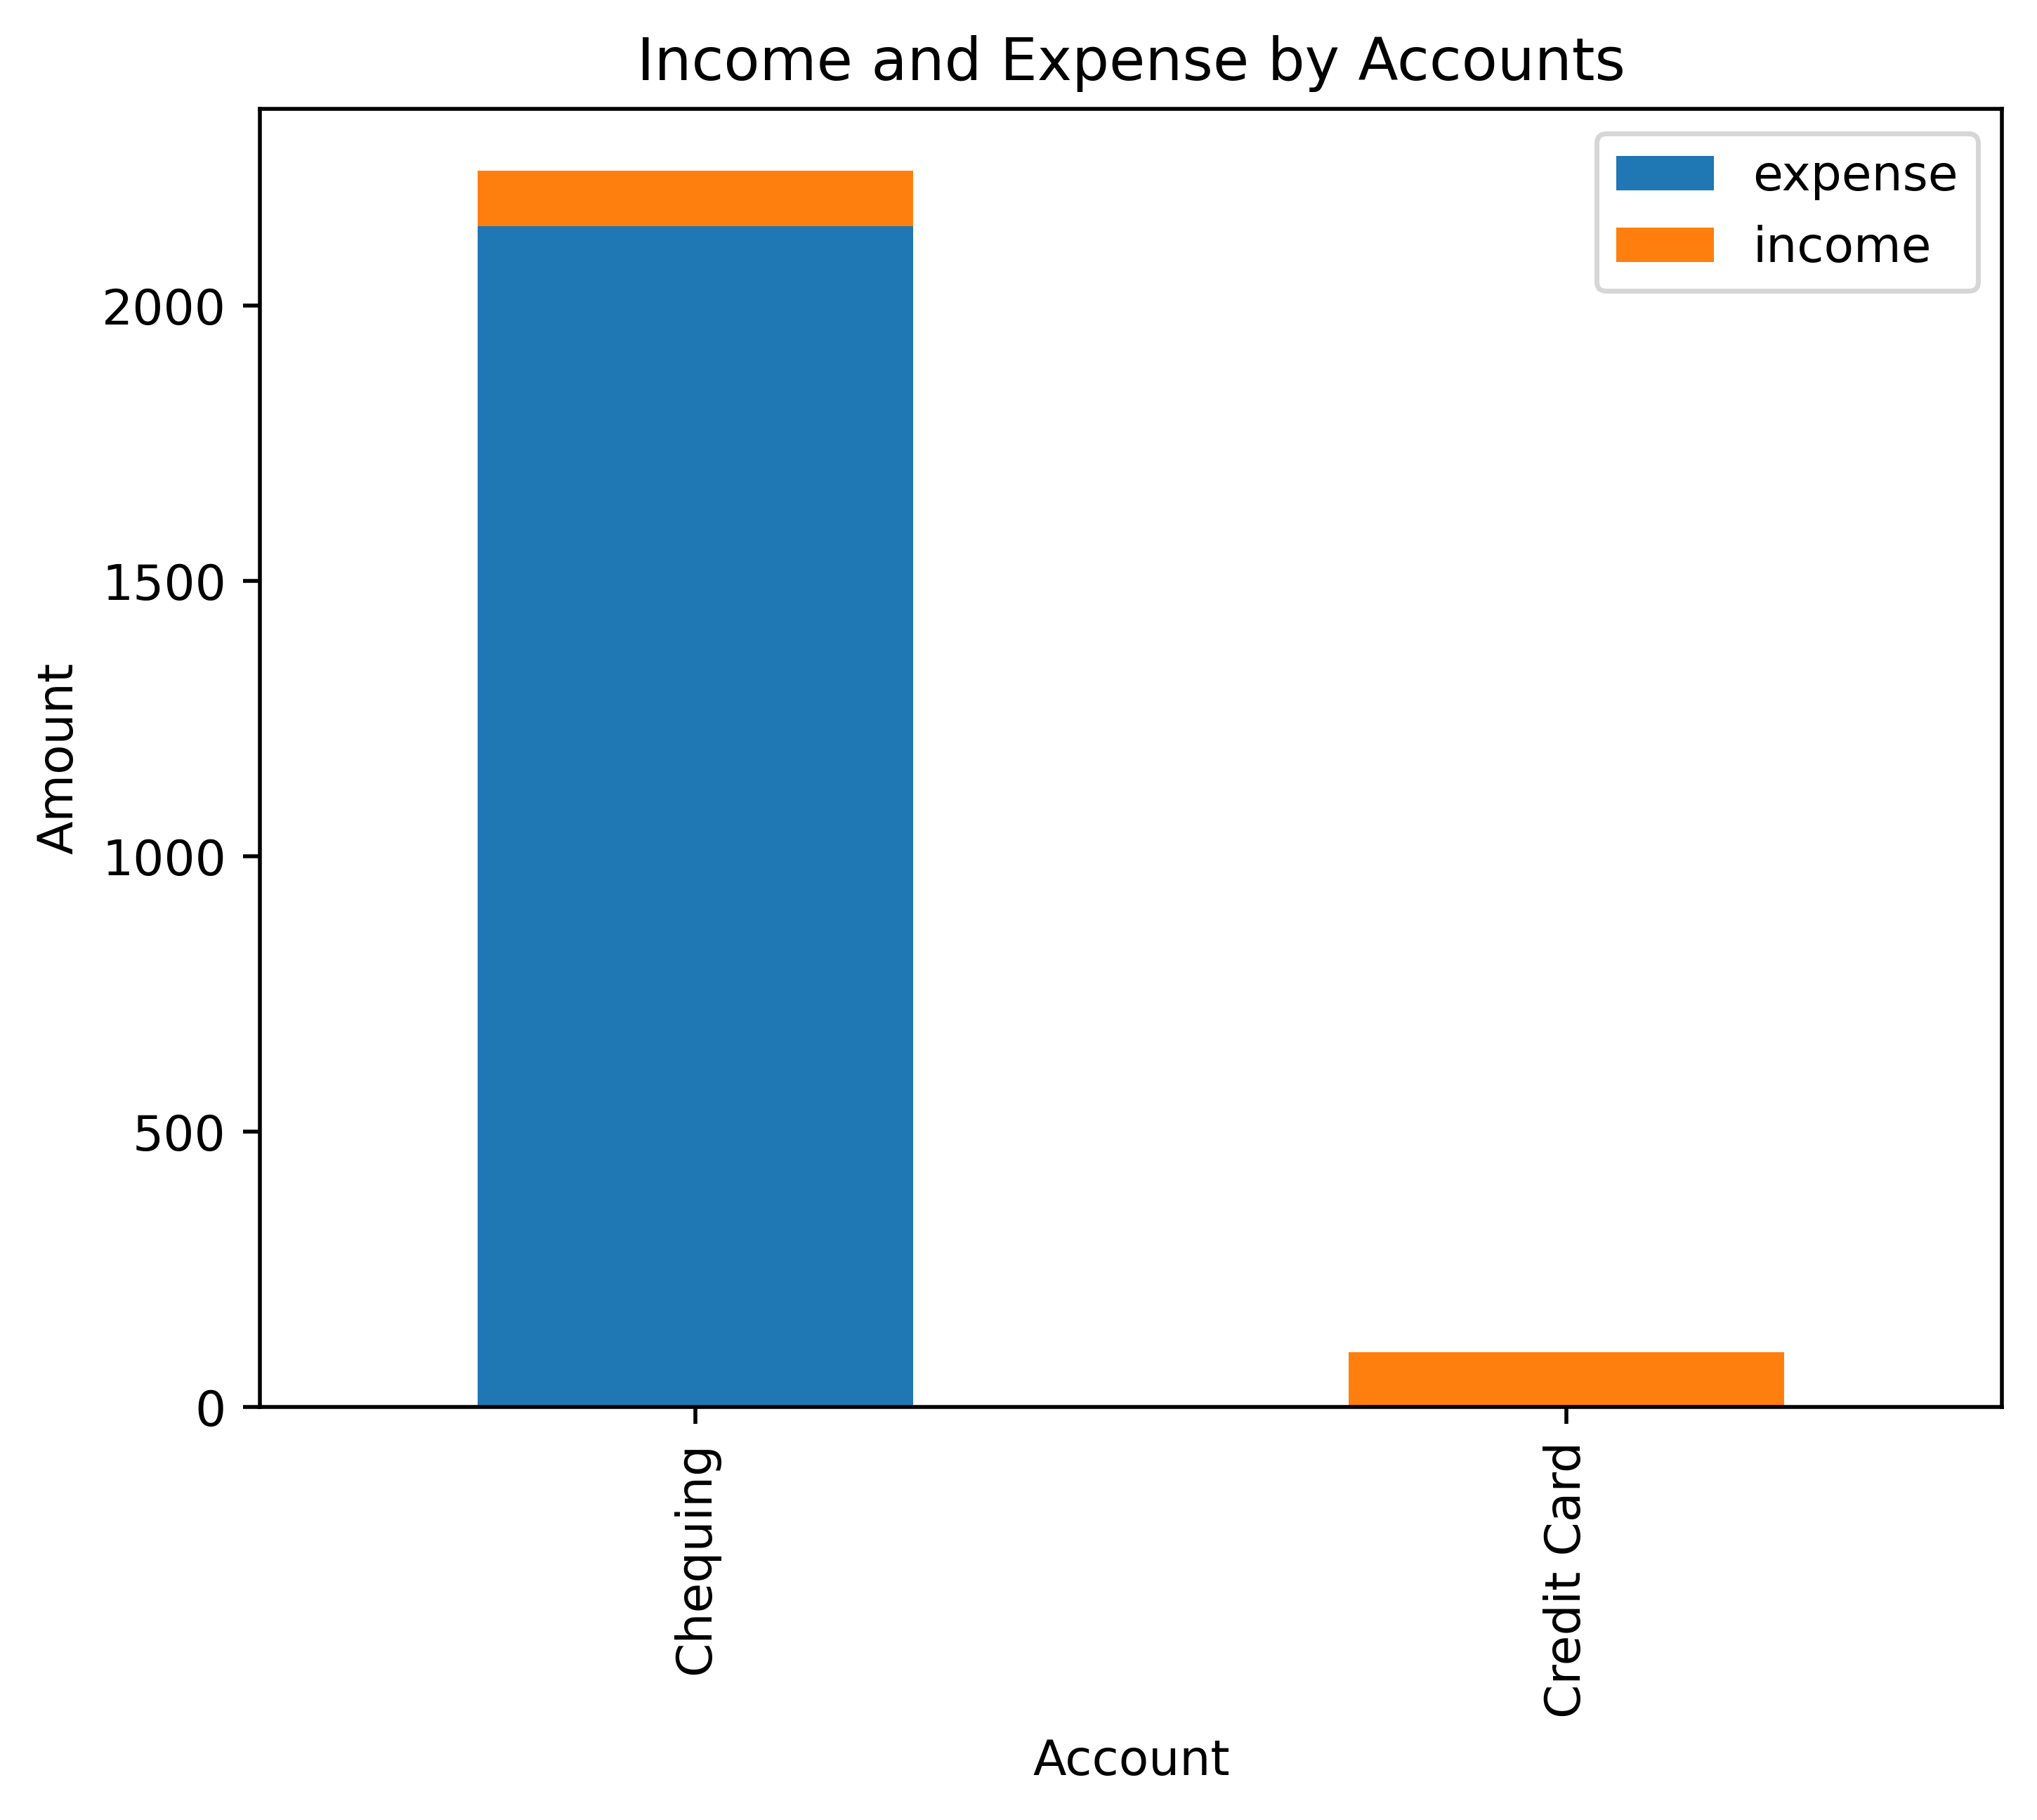 Income and Expense by Accounts
expense
income
2000
1500
1000
500
0
Amount
Chequing
Credit Card
Account